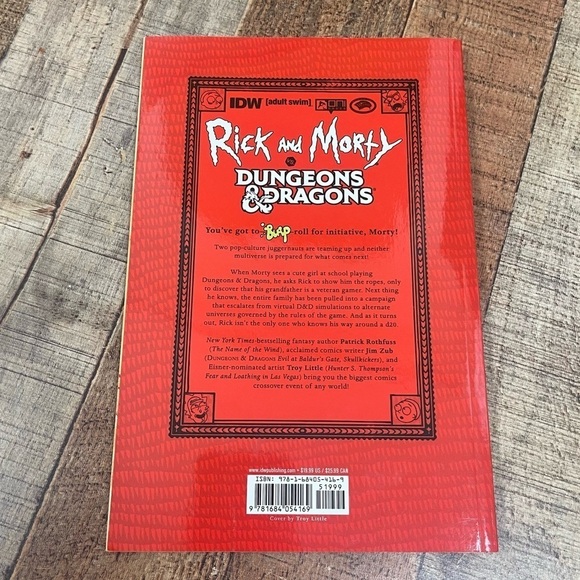 IDW [adult swim]
RICK AND MORTY
VS.
DUNGEONS
& DRAGONS
You've got to *BURP* roll for initiative, Morty!
Two pop-culture juggernauts are teaming up and neither
multiverse is prepared for what comes next!
When Morty sees a cute girl at school playing
Dungeons & Dragons, he asks Rick to show him the ropes, only
to discover that his grandfather is a veteran gamer. Next thing
he knows, the entire family has been pulled into a campaign
that escalates from virtual D&D simulations to alternate
universes governed by the rules of the game. And as it turns
out, Rick isn't the only one who knows his way around a d20.
New York Times-bestselling fantasy author Patrick Rothfuss
(The Name of the Wind), acclaimed comics writer Jim Zub
(DUNGEONS & DRAGONS Evil at Baldur's Gate, Skullkickers), and
Eisner-nominated artist Troy Little (Hunter S. Thompson's
Fear and Loathing in Las Vegas) bring you the biggest comics
crossover event of any world!
www.idwpublishing.com • $19.99 US / $25.99 CAN
ISBN: 978-1-68405-416-9
51999
9 781684 054169
Cover by Troy Little